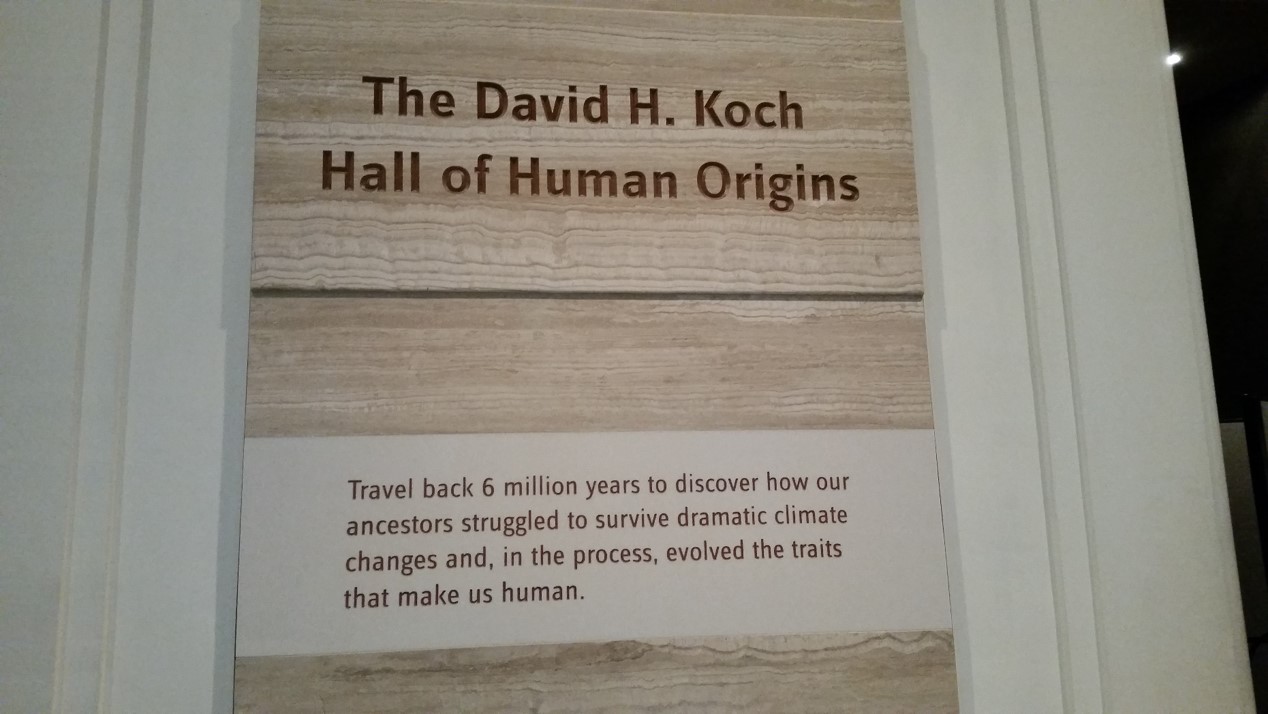 The David H. Koch
Hall of Human Origins
Travel back 6 million years to discover how our
ancestors struggled to survive dramatic climate
changes and, in the process, evolved the traits
that make us human.